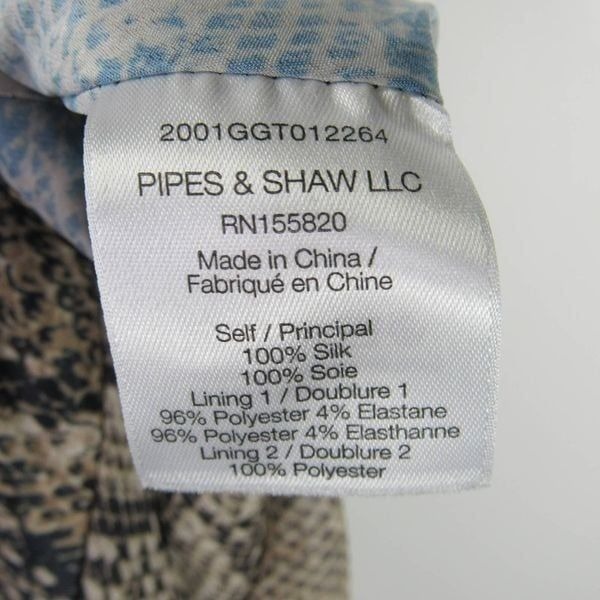 2001GGT012264
PIPES & SHAW LLC
RN155820
Made in China /
Fabriqué en Chine
Self / Principal
100% Silk
100% Soie
Lining 1 / Doublure 1
96% Polyester 4% Elastane
96% Polyester 4% Elasthanne
Lining 2 / Doublure 2
100% Polyester